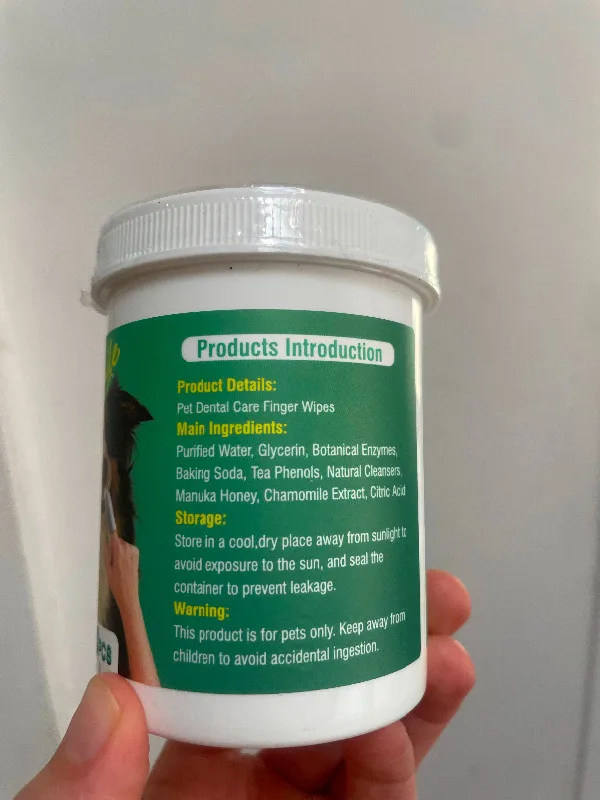 Products Introduction
Product Details:
Pet Dental Care Finger Wipes
Main Ingredients:
Purified Water, Glycerin, Botanical Enzymes,
Baking Soda, Tea Phenols, Natural Cleansers,
Manuka Honey, Chamomile Extract, Citric Acid
Storage:
Store in a cool,dry place away from sunlight to
avoid exposure to the sun, and seal the
container to prevent leakage.
Warning:
This product is for pets only. Keep away from
children to avoid accidental ingestion.